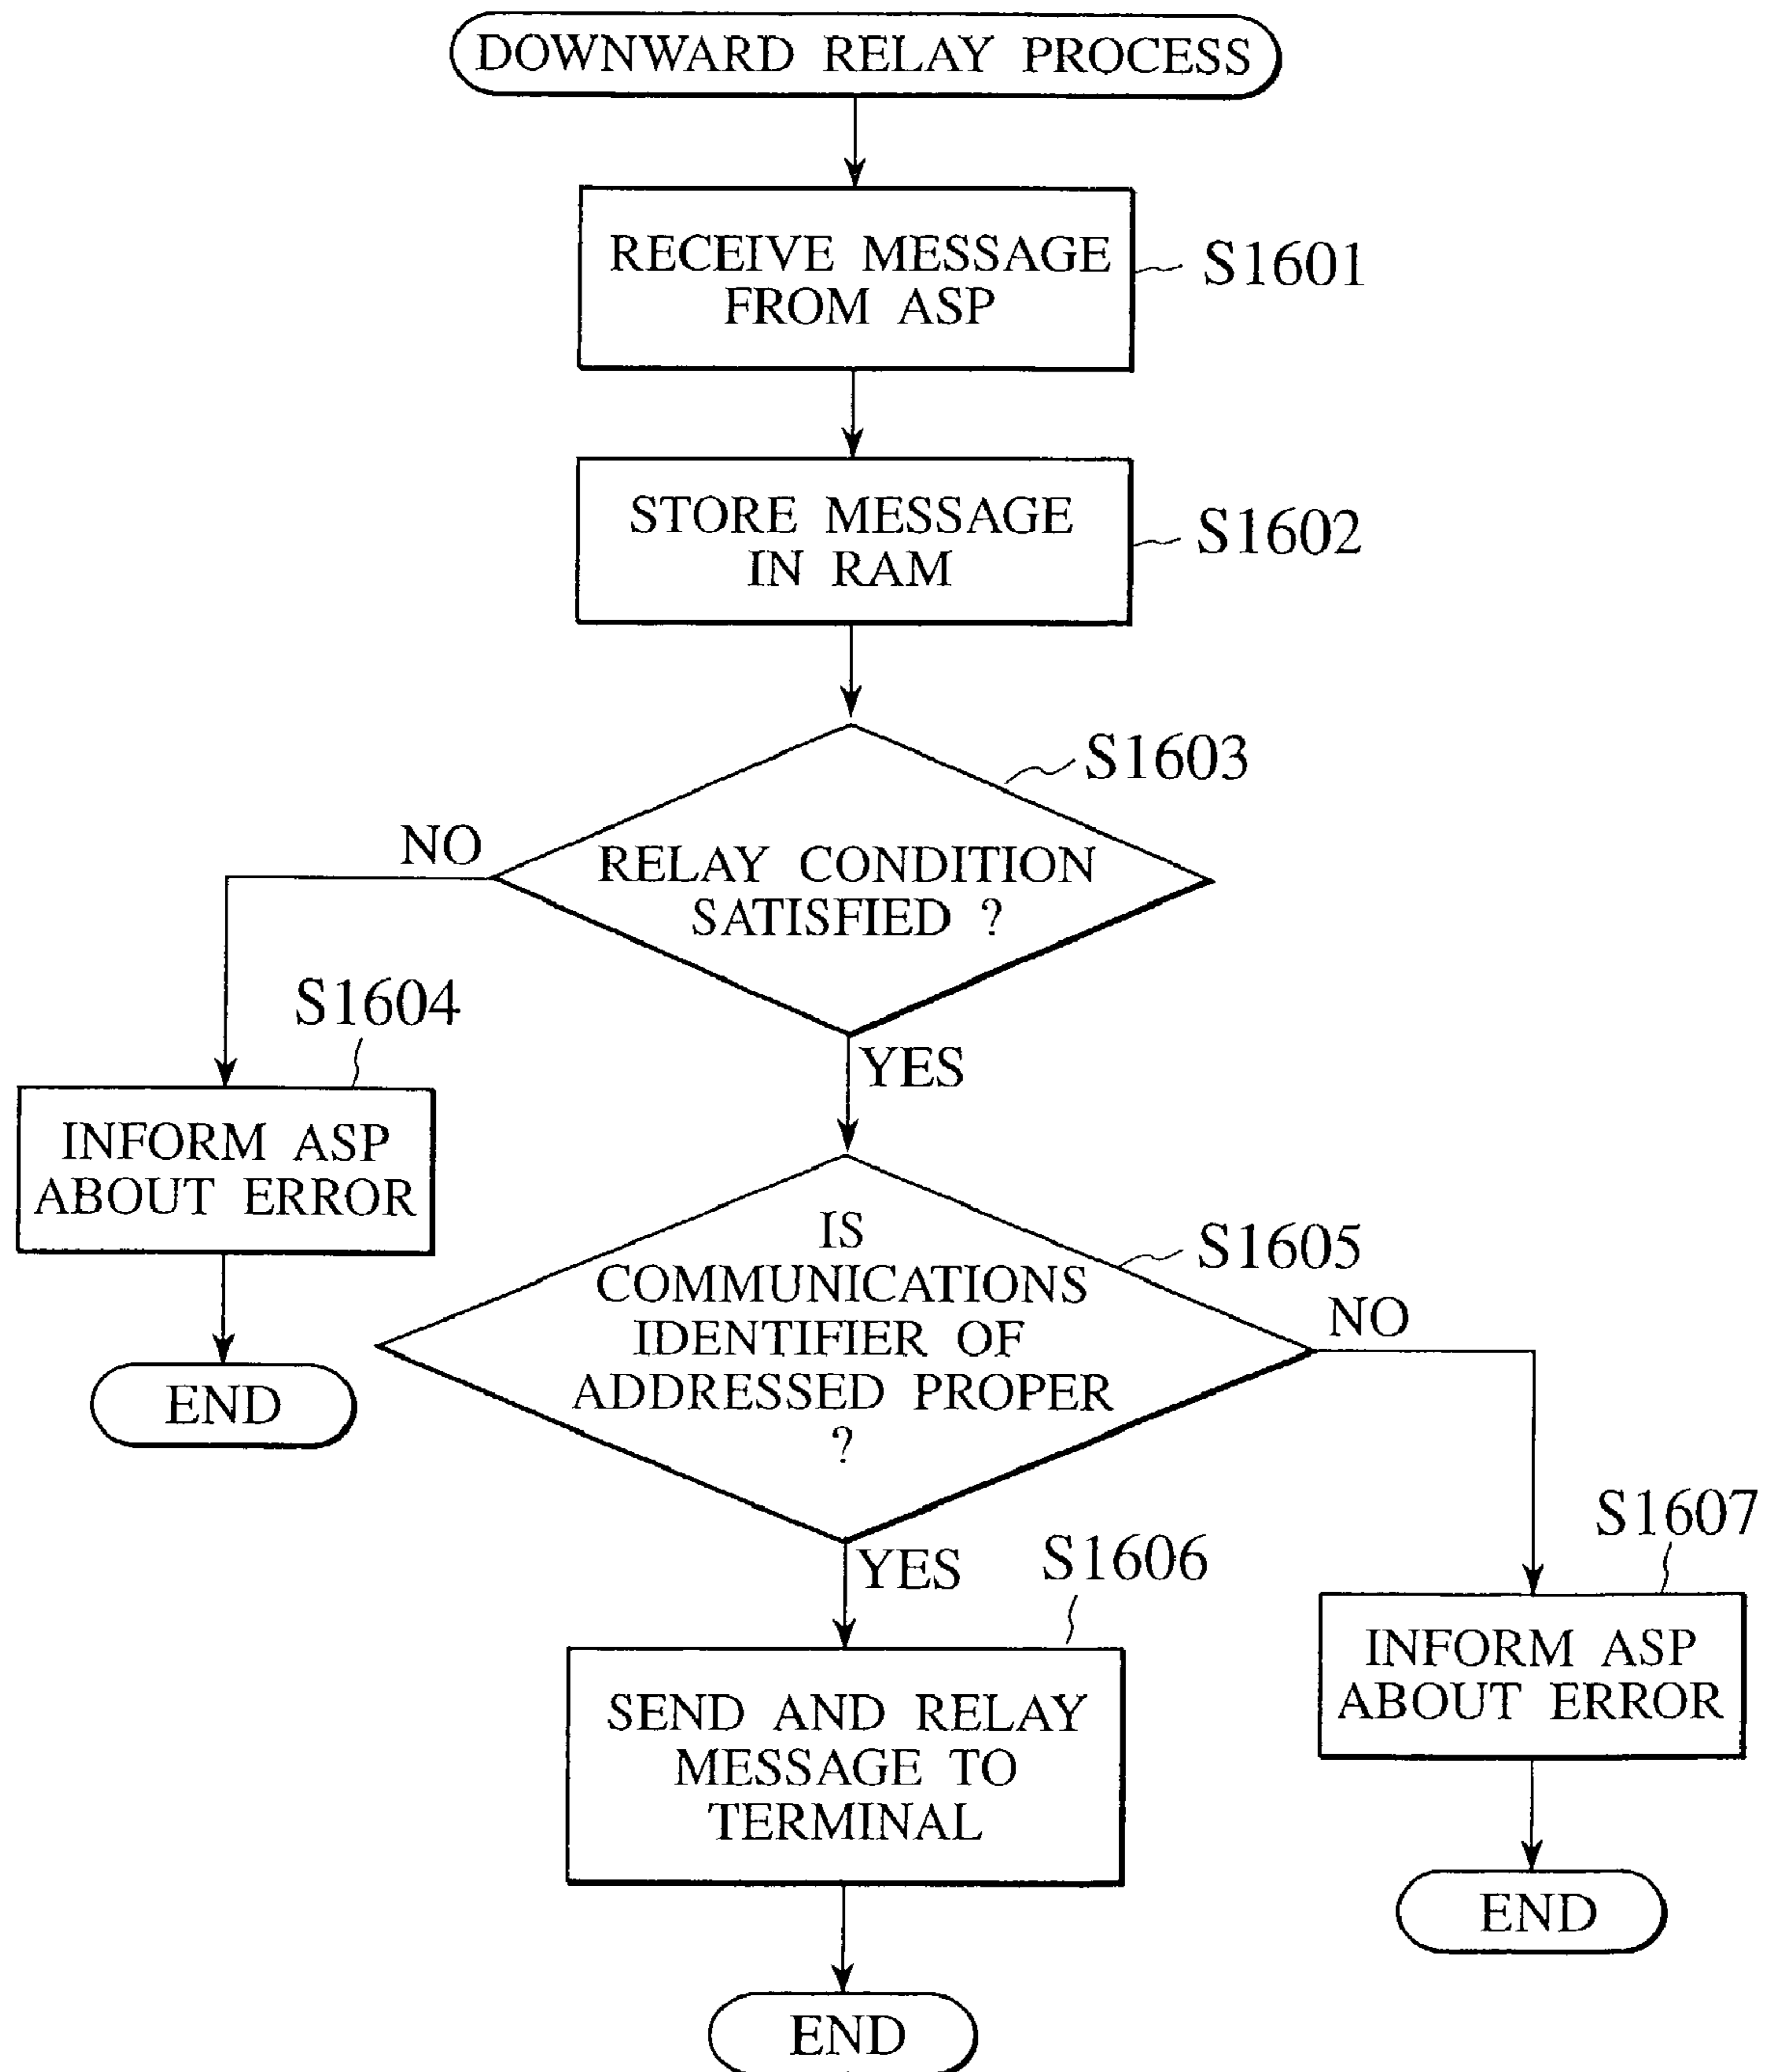 DOWNWARD RELAY PROCESS
RECEIVE MESSAGE
FROM ASP
S1601
STORE MESSAGE
IN RAM
S1602
S1603
NO
RELAY CONDITION
SATISFIED ?
S1604
YES
INFORM ASP
ABOUT ERROR
END
IS
COMMUNICATIONS
IDENTIFIER OF
ADDRESSED PROPER
?
S1605
NO
YES
S1606
S1607
SEND AND RELAY
MESSAGE TO
TERMINAL
INFORM ASP
ABOUT ERROR
END
END